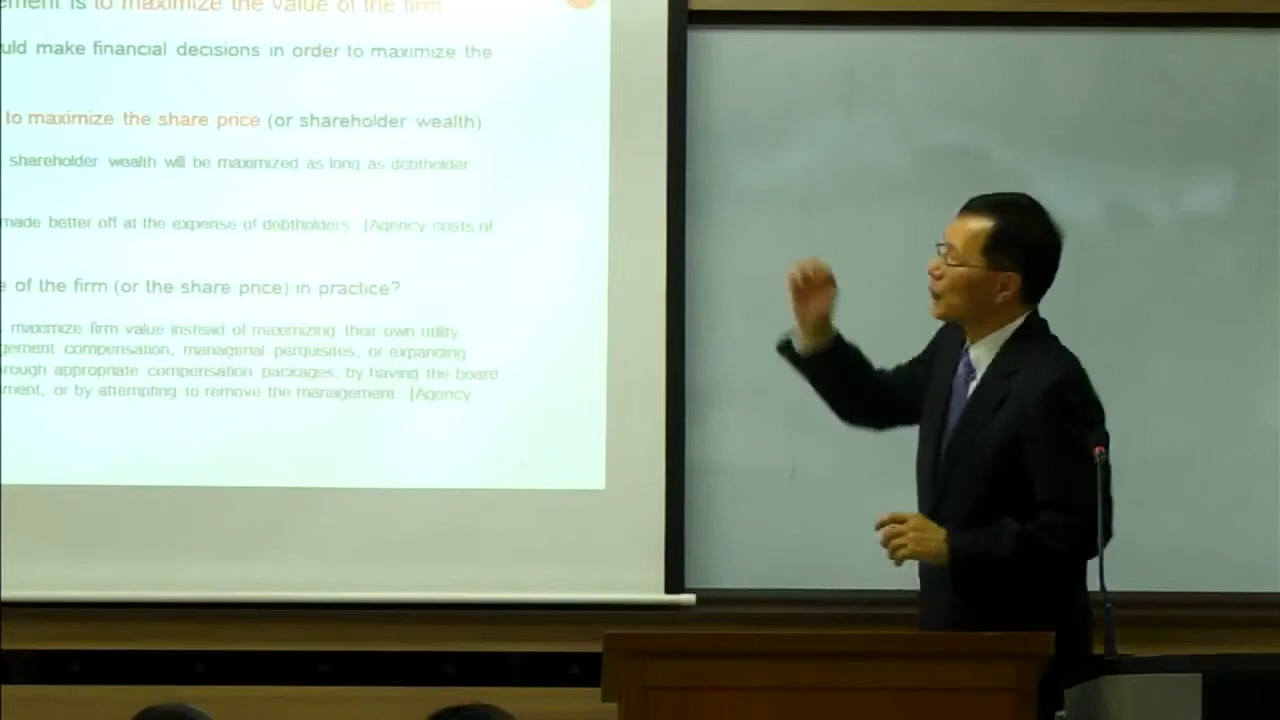 ement is to maximize the value of the firm
uld make financial decisions in order to maximize the
to maximize the share price (or shareholder wealth)
shareholder wealth will be maximized as long as debtholder
made better off at the expense of debtholders. [Agency costs of
e of the firm (or the share price) in practice?
maximize firm value instead of maximizing their own utility
gement compensation, managerial perquisites, or expanding
rough appropriate compensation packages, by having the board
ment, or by attempting to remove the management. [Agency